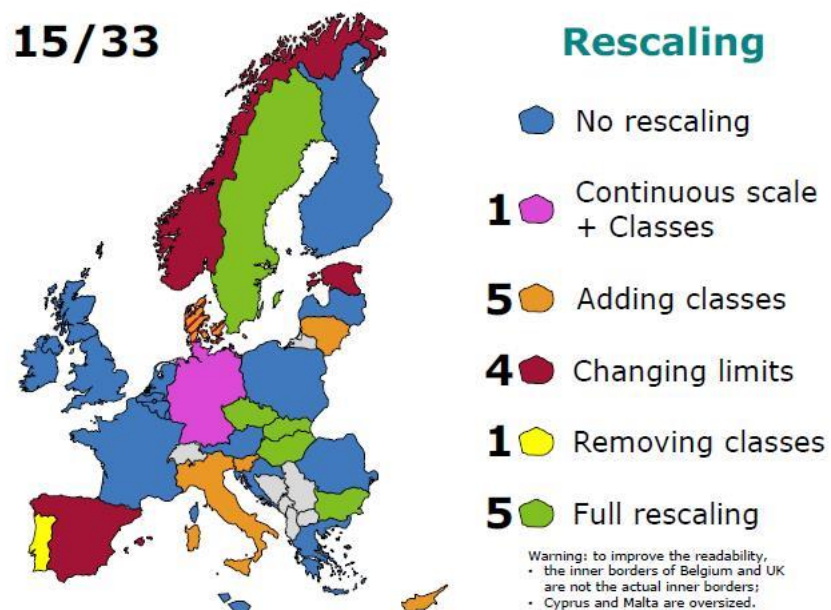 15/33
Rescaling
No rescaling
1 Continuous scale
+ Classes
5 Adding classes
4 Changing limits
1 Removing classes
5 Full rescaling
Warning: to improve the readability,
• the inner borders of Belgium and UK
are not the actual inner borders;
• Cyprus and Malta are oversized.